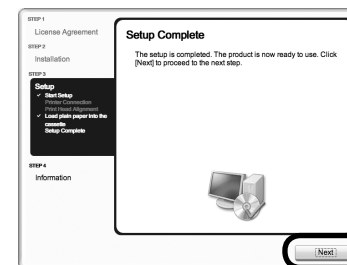 STEP 1
License Agreement
STEP 2
Installation
STEP 3
Setup
✓ Start Setup
Printer Connection
Print Head Alignment
✓ Load plain paper into the
cassette
Setup Complete
STEP 4
Information
Setup Complete
The setup is completed. The product is now ready to use. Click
[Next] to proceed to the next step.
Next